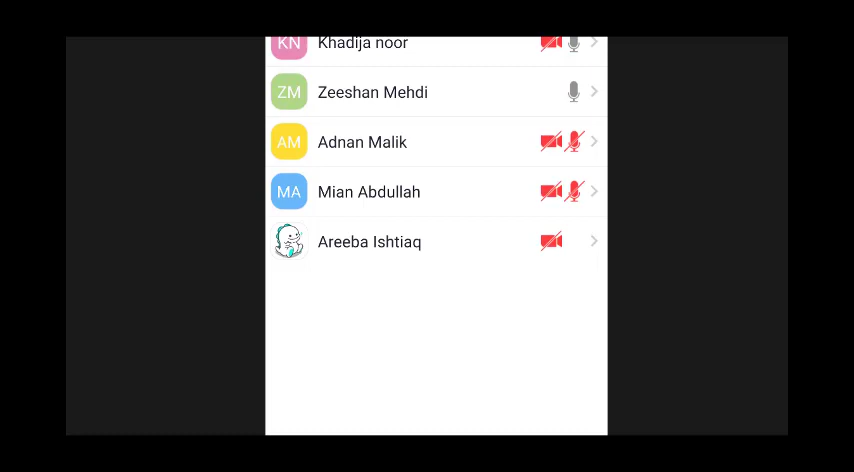 KN Khadija noor
ZM Zeeshan Mehdi
AM Adnan Malik
MA Mian Abdullah
Areeba Ishtiaq